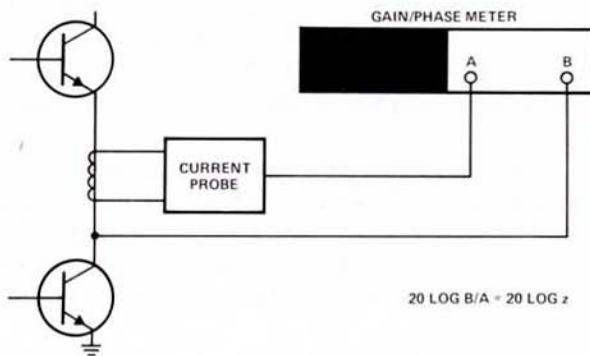 GAIN/PHASE METER
A
B
CURRENT
PROBE
20 LOG B/A = 20 LOG z